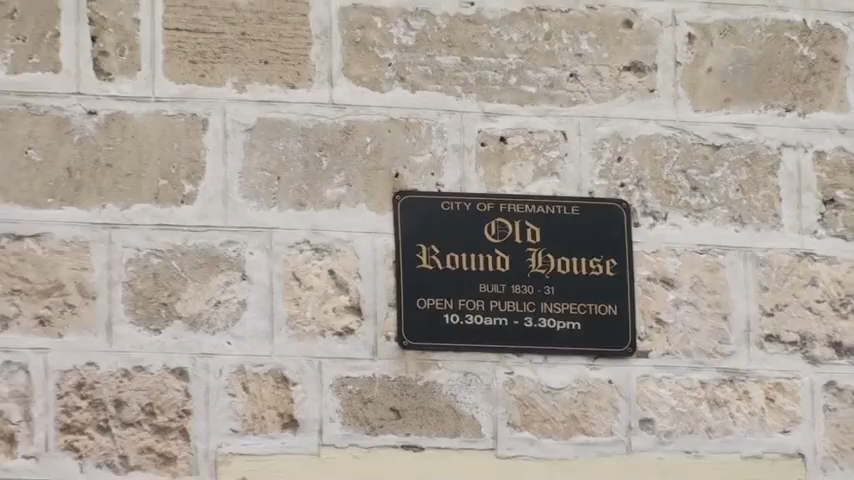 CITY OF FREMANTLE
Old
Round House
BUILT 1830 - 31
OPEN FOR PUBLIC INSPECTION
10.30am - 3.30pm